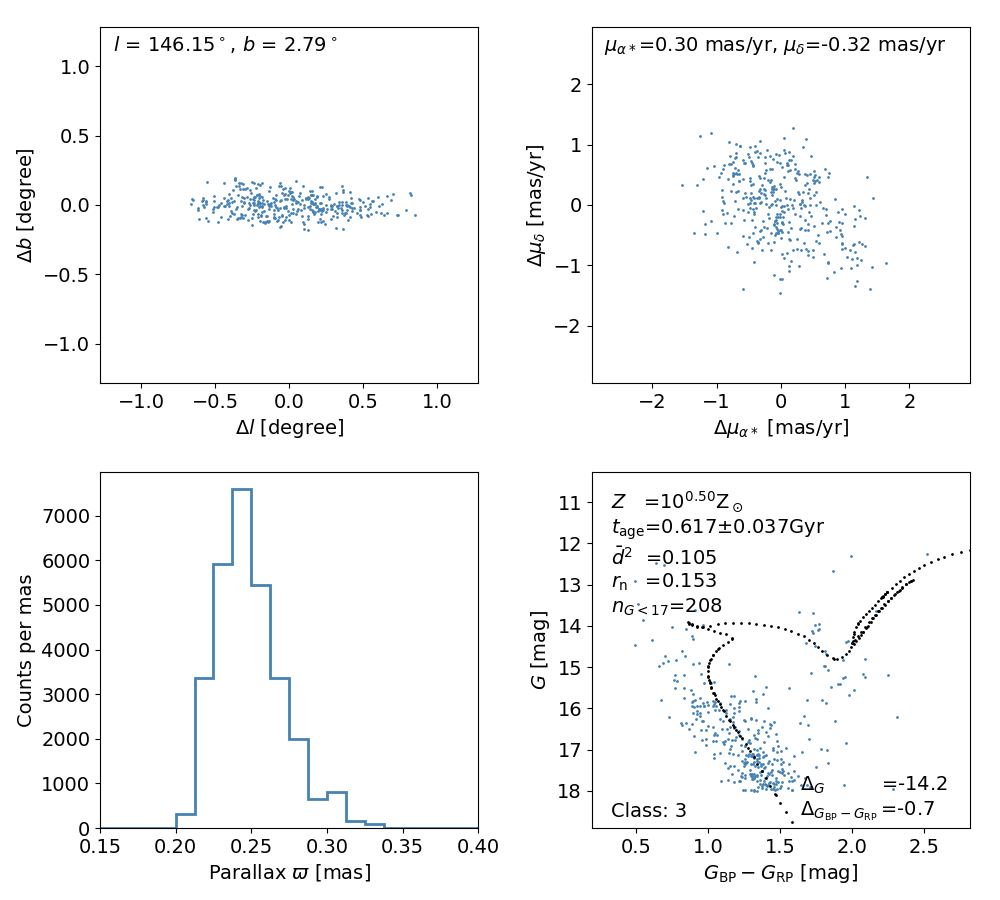 l = 146.15°, b = 2.79°
1.0
0.5
0.0
−0.5
−1.0
Δb [degree]
−1.0 −0.5 0.0 0.5 1.0
Δl [degree]
μα*=0.30 mas/yr, μδ=-0.32 mas/yr
2
1
0
−1
−2
Δμδ [mas/yr]
−2 −1 0 1 2
Δμα* [mas/yr]
7000
6000
5000
4000
3000
2000
1000
0
Counts per mas
0.15 0.20 0.25 0.30 0.35 0.40
Parallax ϖ [mas]
Z =10^0.50 Z⊙
t_age=0.617±0.037Gyr
d̄² =0.105
r_n =0.153
n_G<17=208
11
12
13
14
15
16
17
18
G [mag]
Δ_G =-14.2
Δ_G_BP−G_RP =-0.7
Class: 3
0.5 1.0 1.5 2.0 2.5
G_BP − G_RP [mag]